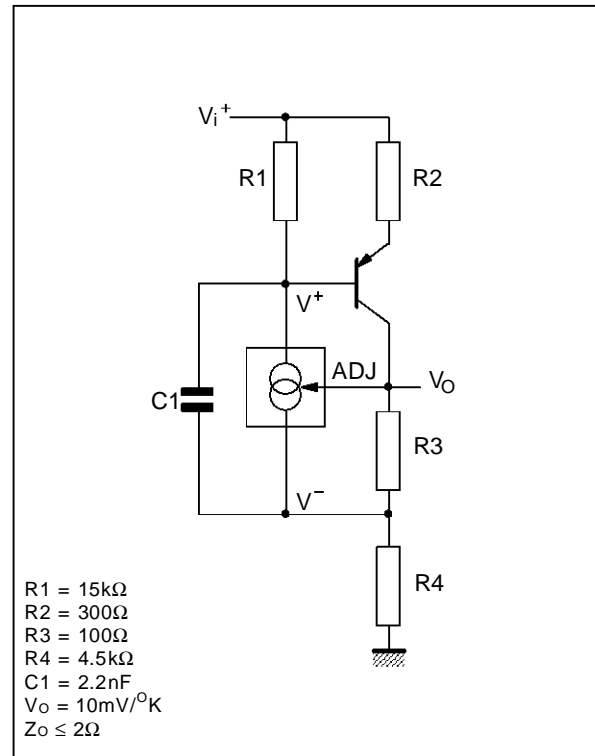 Vi+
R1
R2
V+
ADJ
VO
C1
R3
V−
R4
R1 = 15kΩ
R2 = 300Ω
R3 = 100Ω
R4 = 4.5kΩ
C1 = 2.2nF
VO = 10mV/OK
ZO ≤ 2Ω